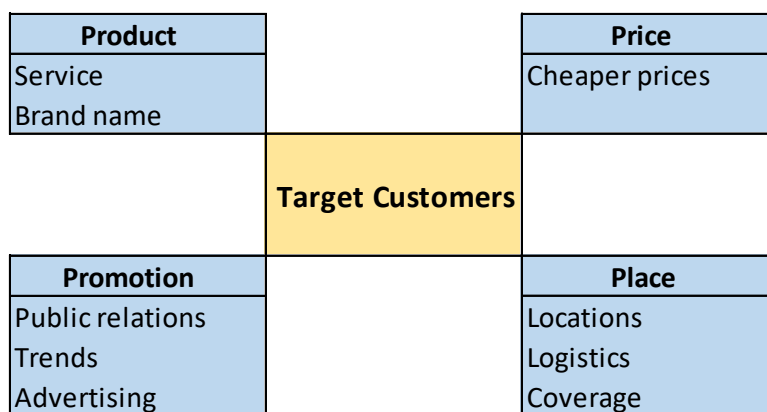 Product
Service
Brand name
Price
Cheaper prices
Target Customers
Promotion
Public relations
Trends
Advertising
Place
Locations
Logistics
Coverage